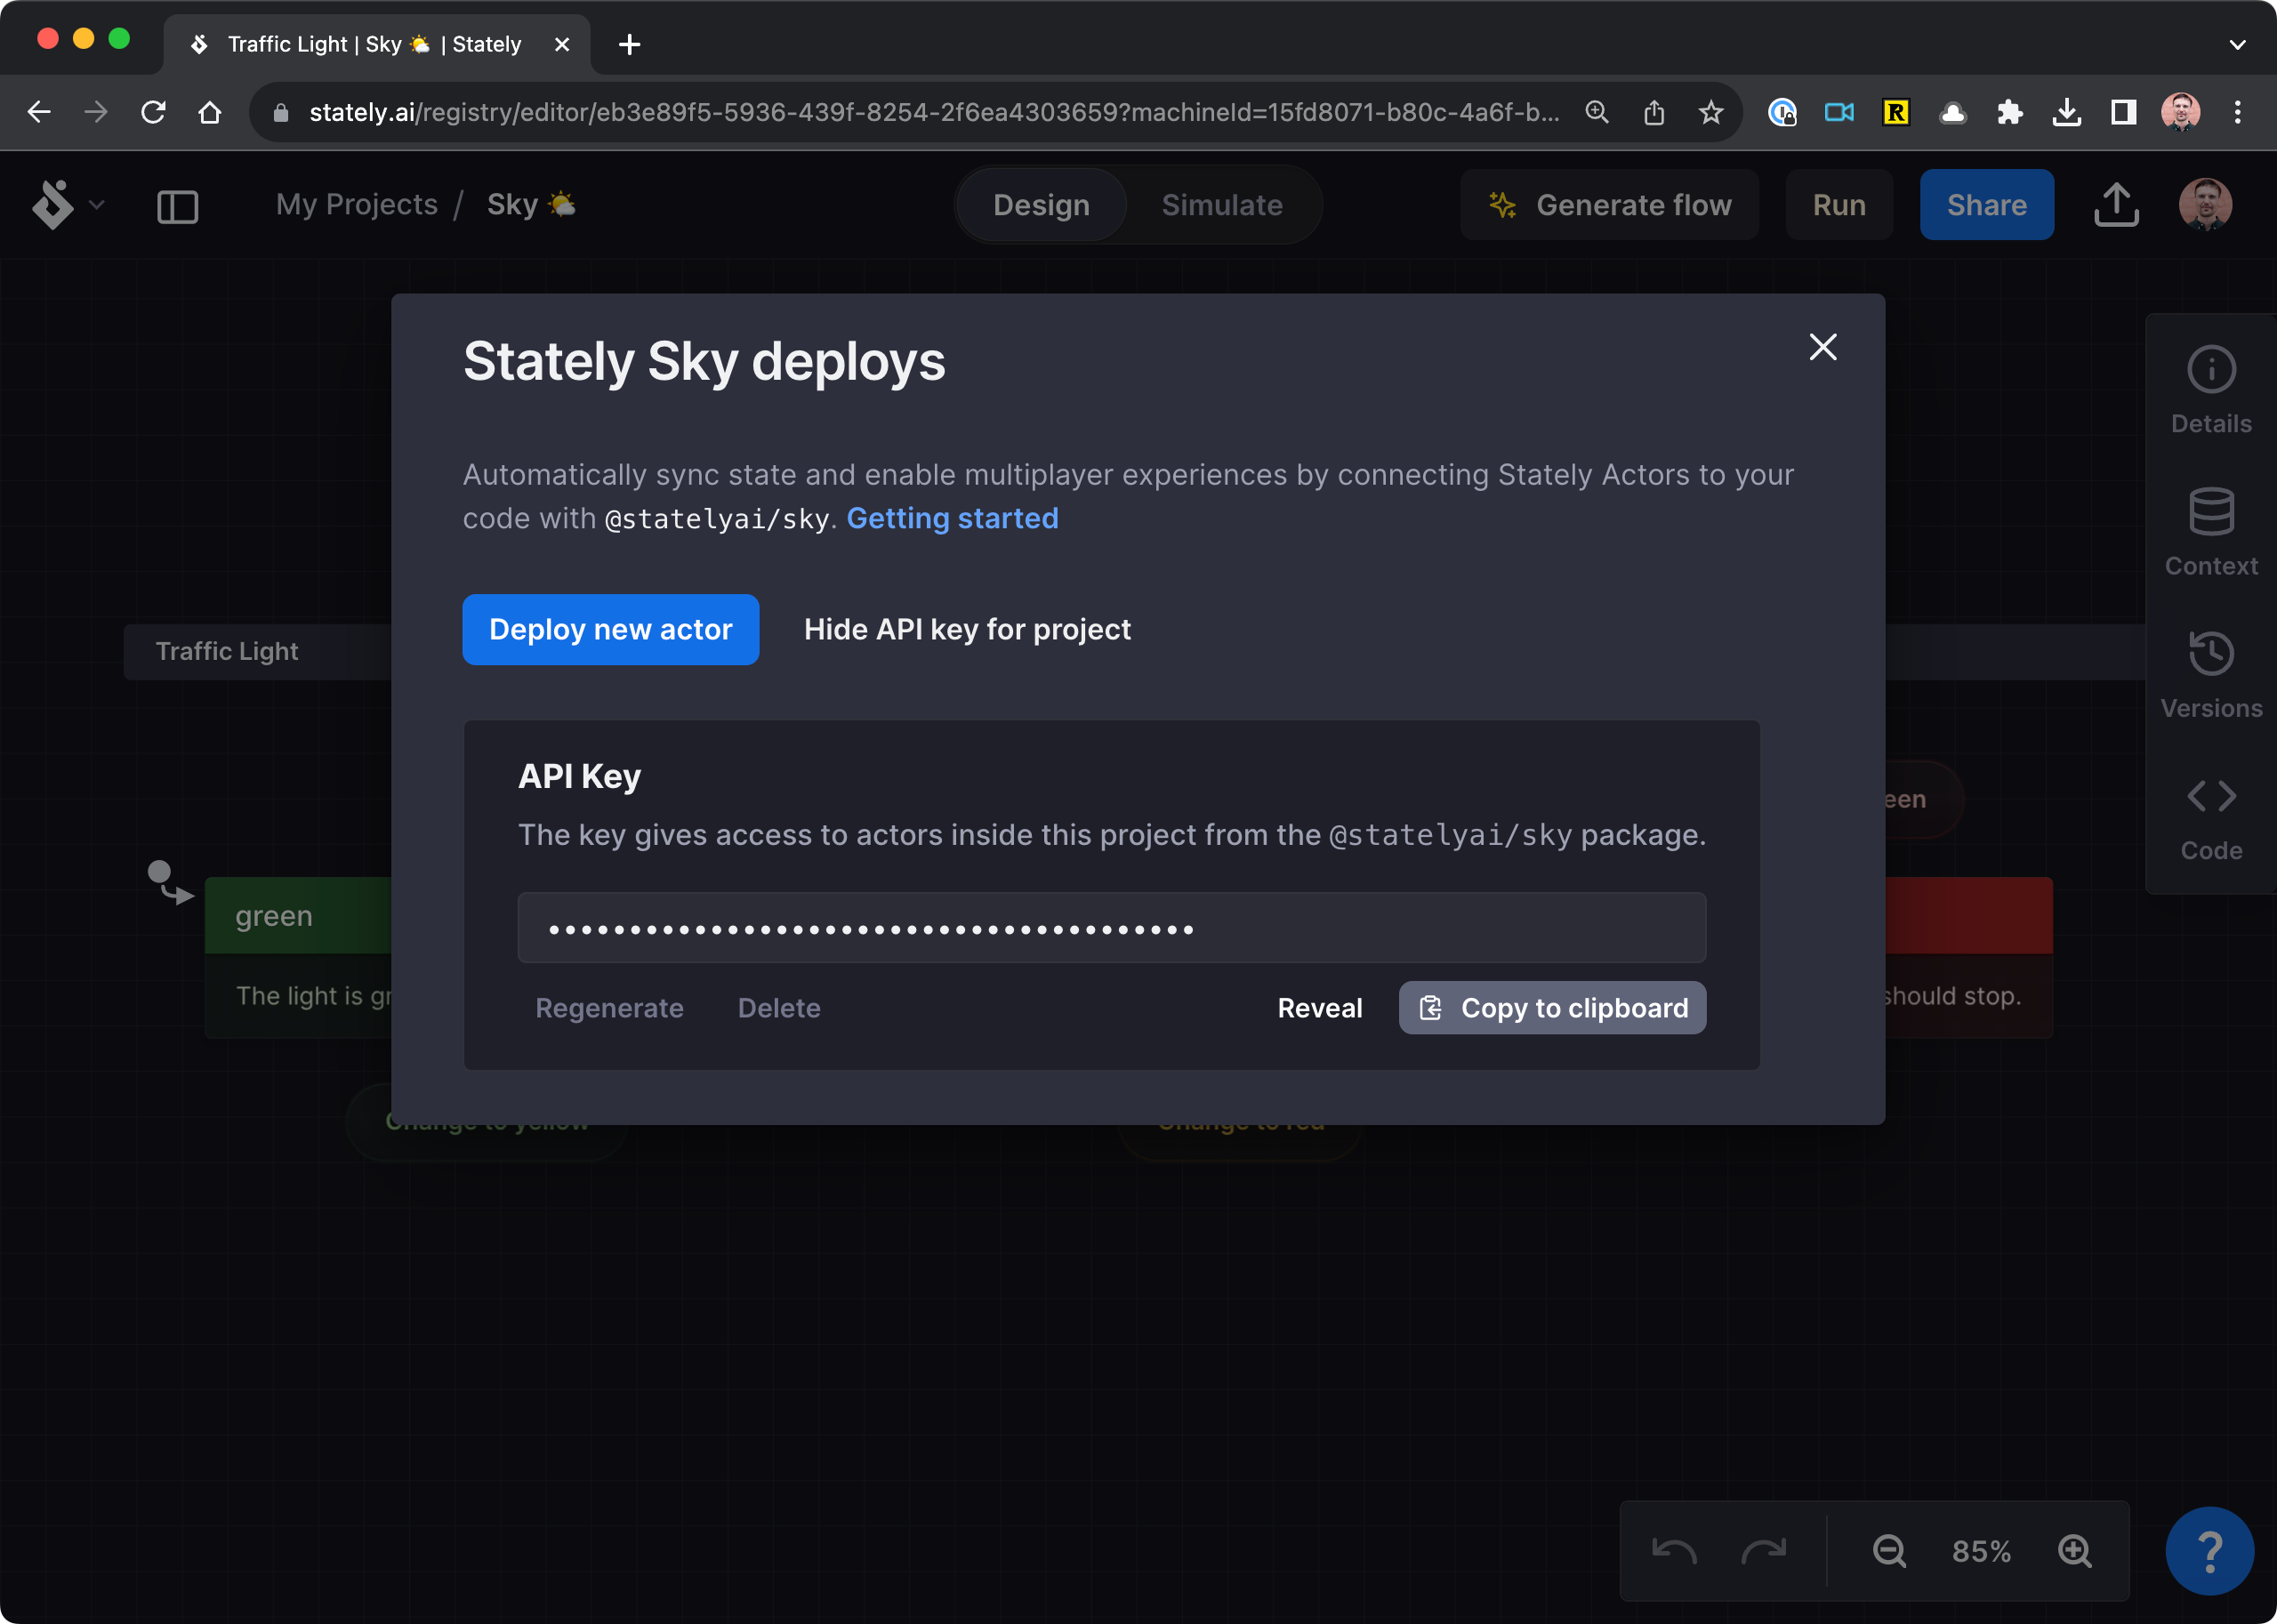 Traffic Light | Sky 🌤️ | Stately
stately.ai/registry/editor/eb3e89f5-5936-439f-8254-2f6ea4303659?machineId=15fd8071-b80c-4a6f-b...
My Projects / Sky 🌤️
Design
Simulate
Generate flow
Run
Share
Stately Sky deploys
Automatically sync state and enable multiplayer experiences by connecting Stately Actors to your
code with @statelyai/sky. Getting started
Deploy new actor
Hide API key for project
API Key
The key gives access to actors inside this project from the @statelyai/sky package.
••••••••••••••••••••••••••••••••••••••••
Regenerate
Delete
Reveal
Copy to clipboard
Details
Context
Versions
Code
Traffic Light
green
The light is gr
een
should stop.
Change to yellow
Change to red
85%
?